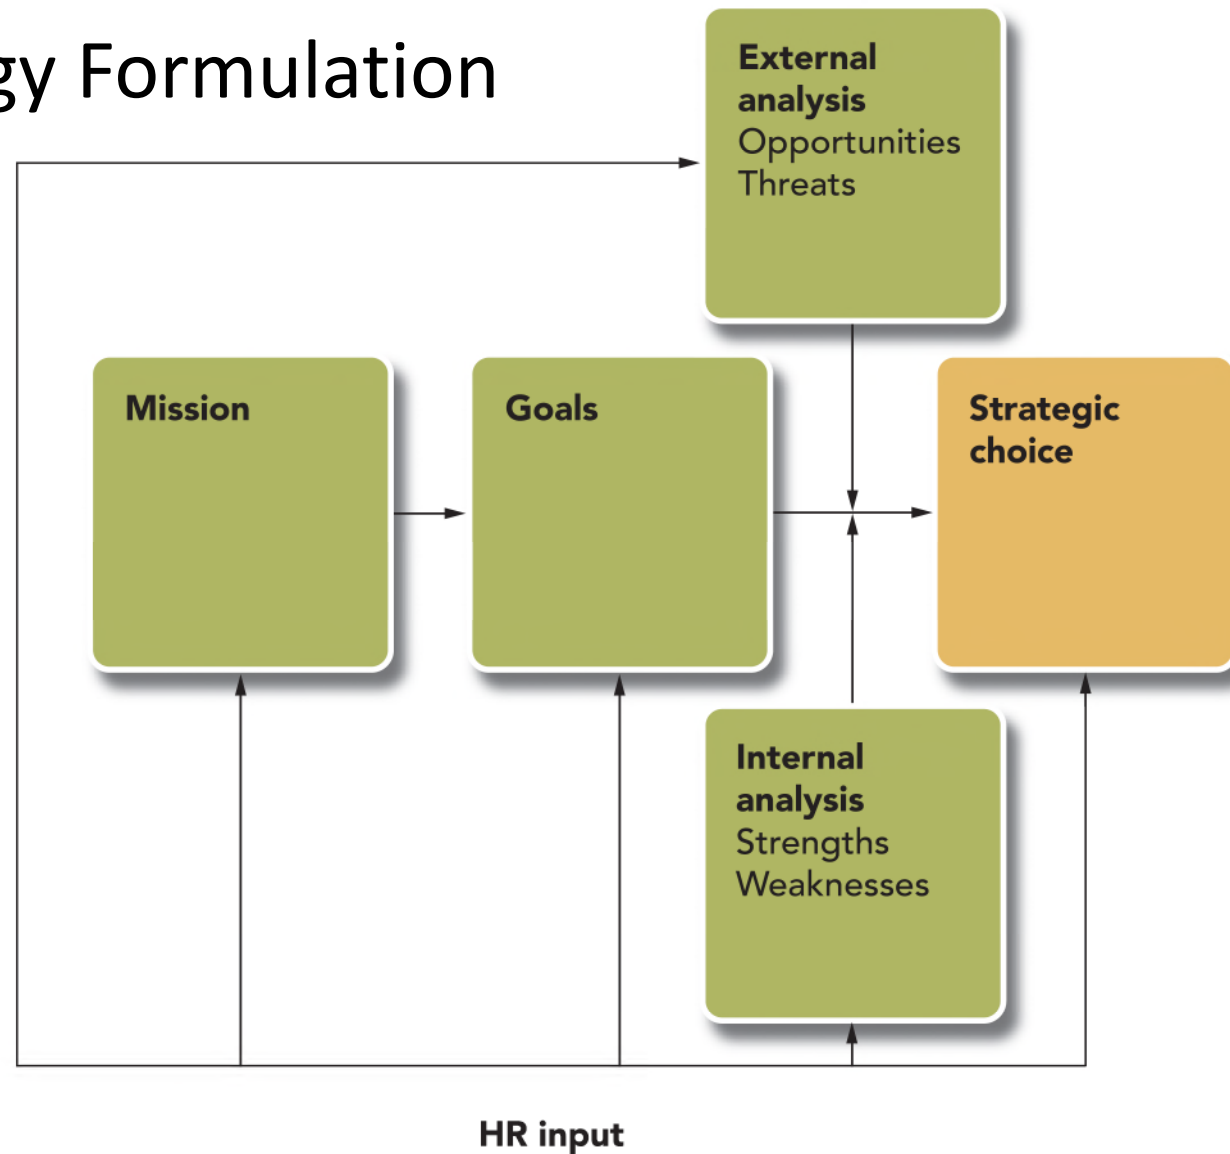 gy Formulation
External
analysis
Opportunities
Threats
Mission
Goals
Strategic
choice
Internal
analysis
Strengths
Weaknesses
HR input